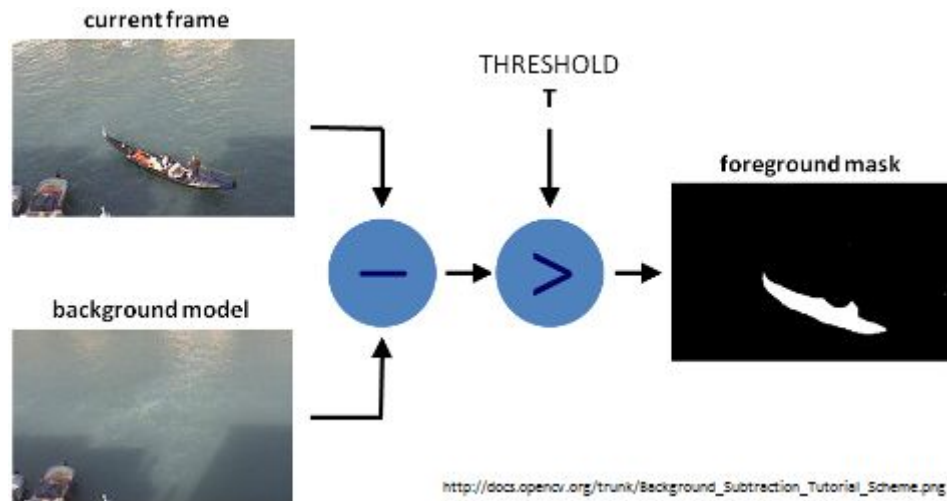 current frame
THRESHOLD
T
foreground mask
−
>
background model
http://docs.opencv.org/trunk/Background_Subtraction_Tutorial_Scheme.png